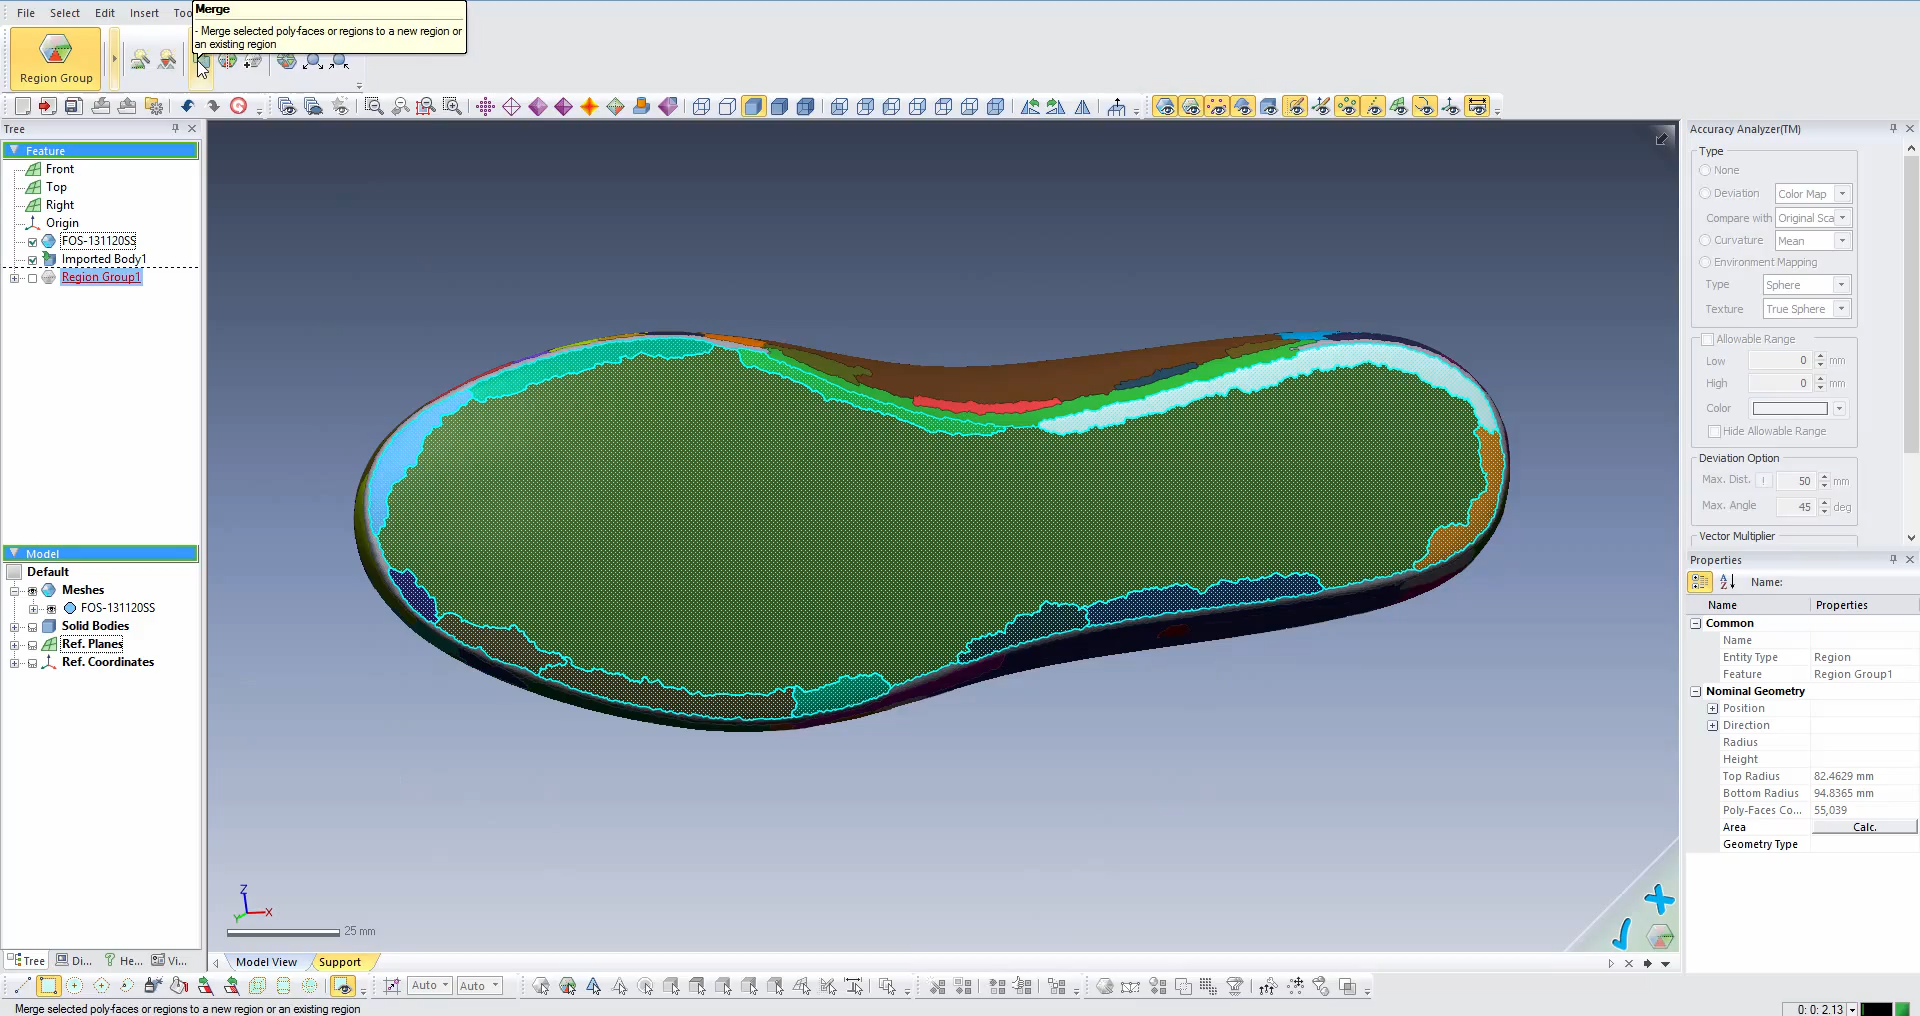 File Select Edit Insert Too
Merge
- Merge selected poly-faces or regions to a new region or
an existing region
Region Group
Tree
Feature
Front
Top
Right
Origin
FOS-131120SS
Imported Body1
Region Group1
Model
Default
Meshes
FOS-131120SS
Solid Bodies
Ref. Planes
Ref. Coordinates
Tree Di... He... Vi...
Z
Y X
25 mm
Model View Support
Accuracy Analyzer(TM)
Type
None
Deviation Color Map
Compare with Original Sca
Curvature Mean
Environment Mapping
Type Sphere
Texture True Sphere
Allowable Range
Low 0 mm
High 0 mm
Color
Hide Allowable Range
Deviation Option
Max. Dist. ! 50 mm
Max. Angle 45 deg
Vector Multiplier
Properties
Name:
Name Properties
Common
Name
Entity Type Region
Feature Region Group1
Nominal Geometry
Position
Direction
Radius
Height
Top Radius 82.4629 mm
Bottom Radius 94.8365 mm
Poly-Faces Co... 55,039
Area Calc.
Geometry Type
Auto Auto
Merge selected poly-faces or regions to a new region or an existing region
0: 0: 2.13